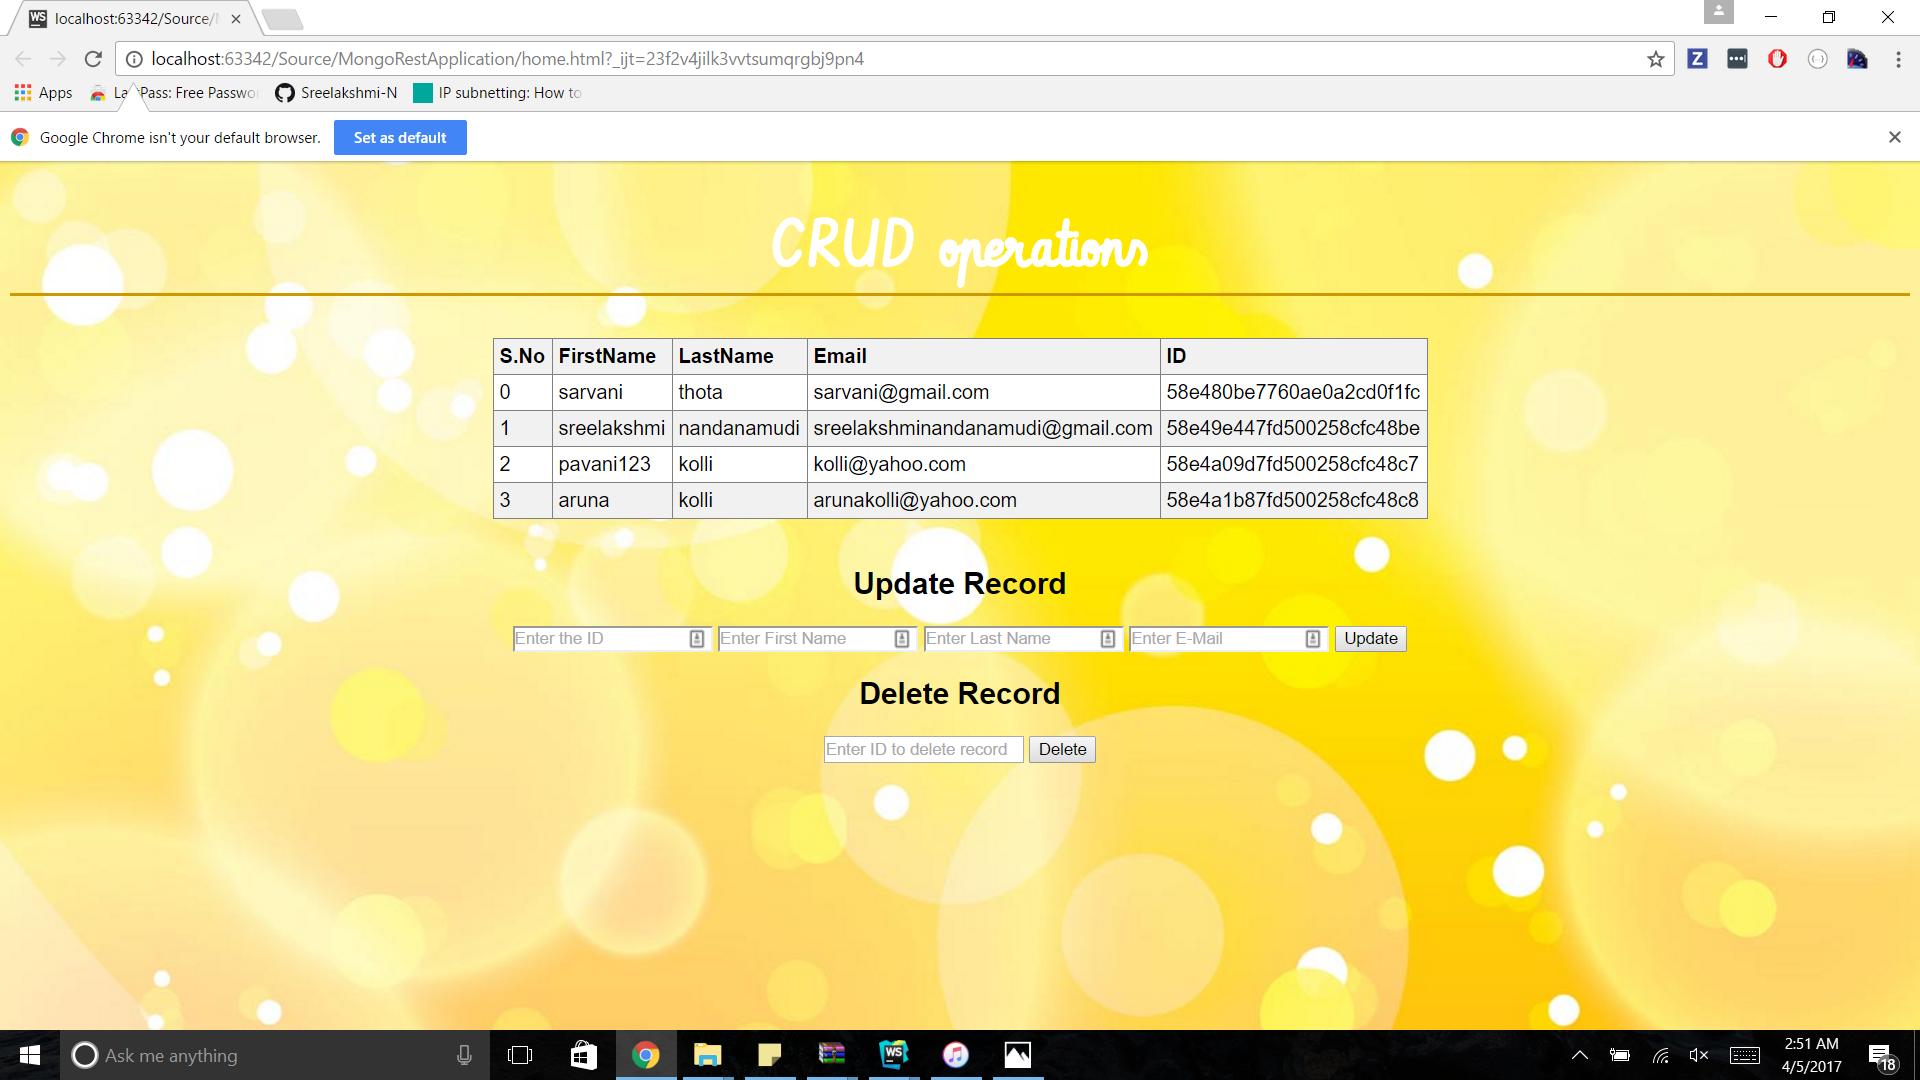 WS localhost:63342/Source/
localhost:63342/Source/MongoRestApplication/home.html?_ijt=23f2v4jilk3vvtsumqrgbj9pn4
Apps Pass: Free Passwo Sreelakshmi-N IP subnetting: How to
Google Chrome isn't your default browser. Set as default
CRUD operations
S.No FirstName LastName Email ID
0 sarvani thota sarvani@gmail.com 58e480be7760ae0a2cd0f1fc
1 sreelakshmi nandanamudi sreelakshminandanamudi@gmail.com 58e49e447fd500258cfc48be
2 pavani123 kolli kolli@yahoo.com 58e4a09d7fd500258cfc48c7
3 aruna kolli arunakolli@yahoo.com 58e4a1b87fd500258cfc48c8
Update Record
Enter the ID Enter First Name Enter Last Name Enter E-Mail Update
Delete Record
Enter ID to delete record Delete
Ask me anything WS 2:51 AM
4/5/2017 18